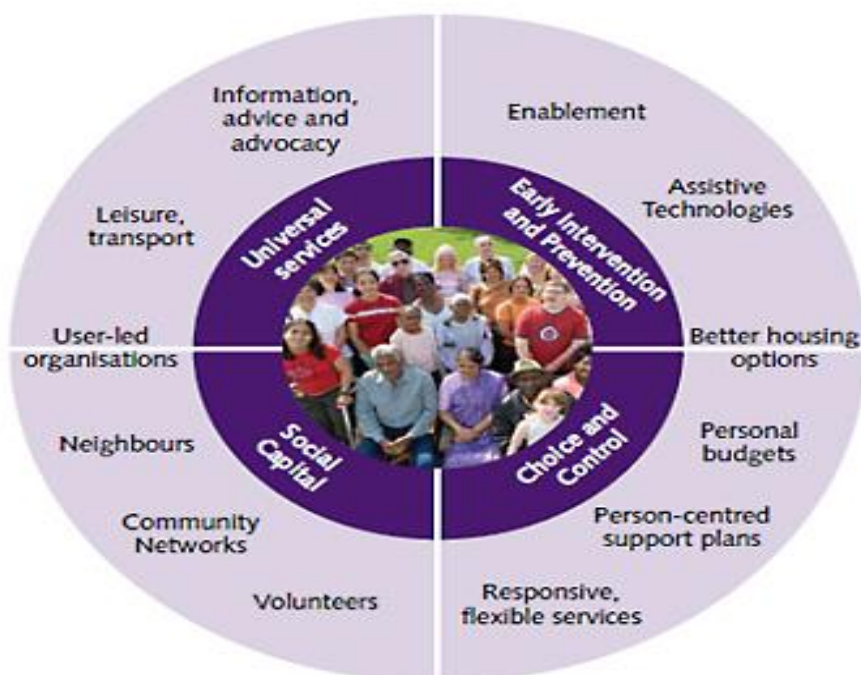 Information,
advice and
advocacy
Leisure,
transport
User-led
organisations
Universal
services
Enablement
Assistive
Technologies
Better housing
options
Early Intervention
and Prevention
Social
Capital
Neighbours
Community
Networks
Volunteers
Choice and
Control
Personal
budgets
Person-centred
support plans
Responsive,
flexible services